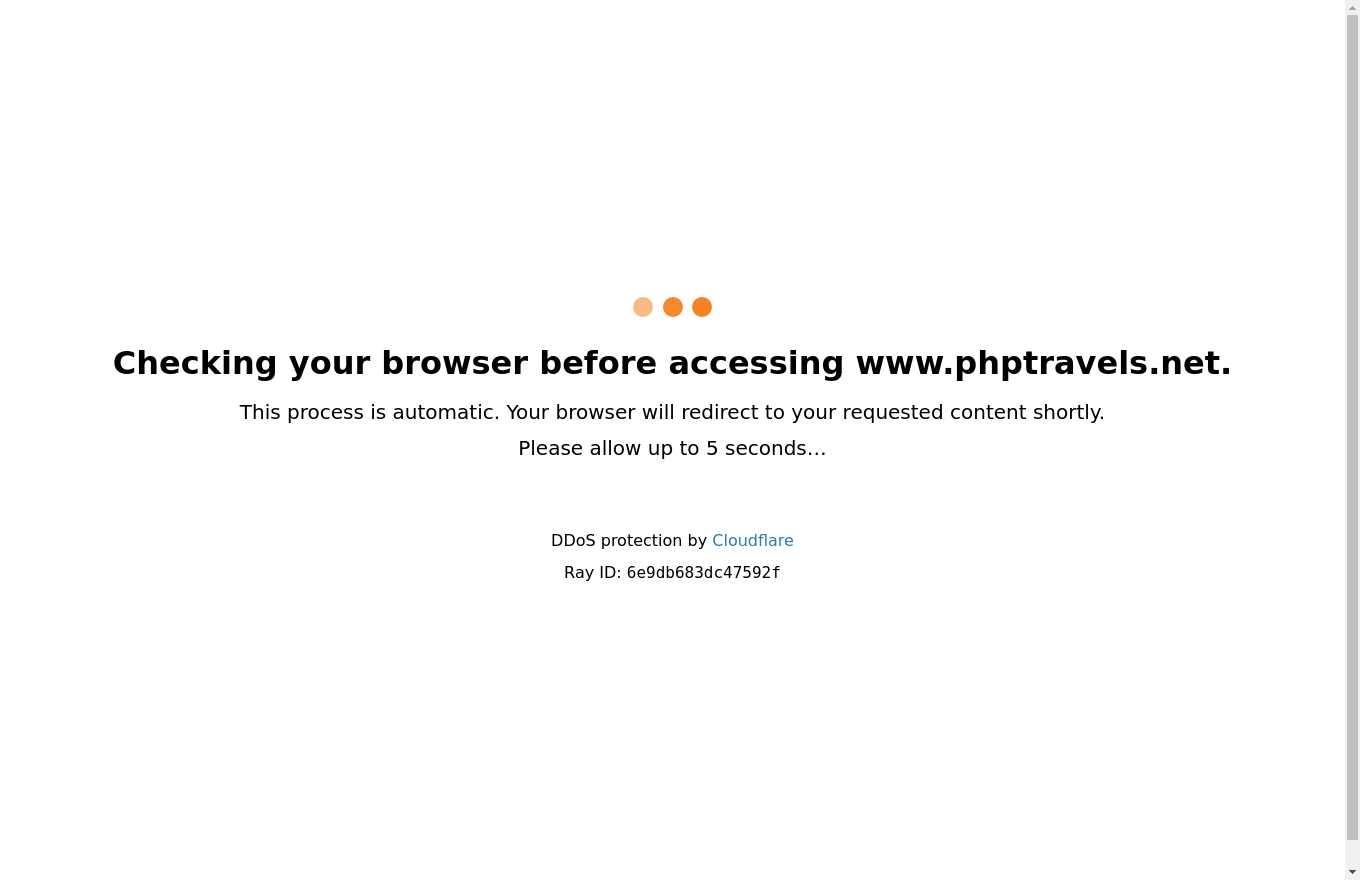 Checking your browser before accessing www.phptravels.net.
This process is automatic. Your browser will redirect to your requested content shortly.
Please allow up to 5 seconds…
DDoS protection by Cloudflare
Ray ID: 6e9db683dc47592f